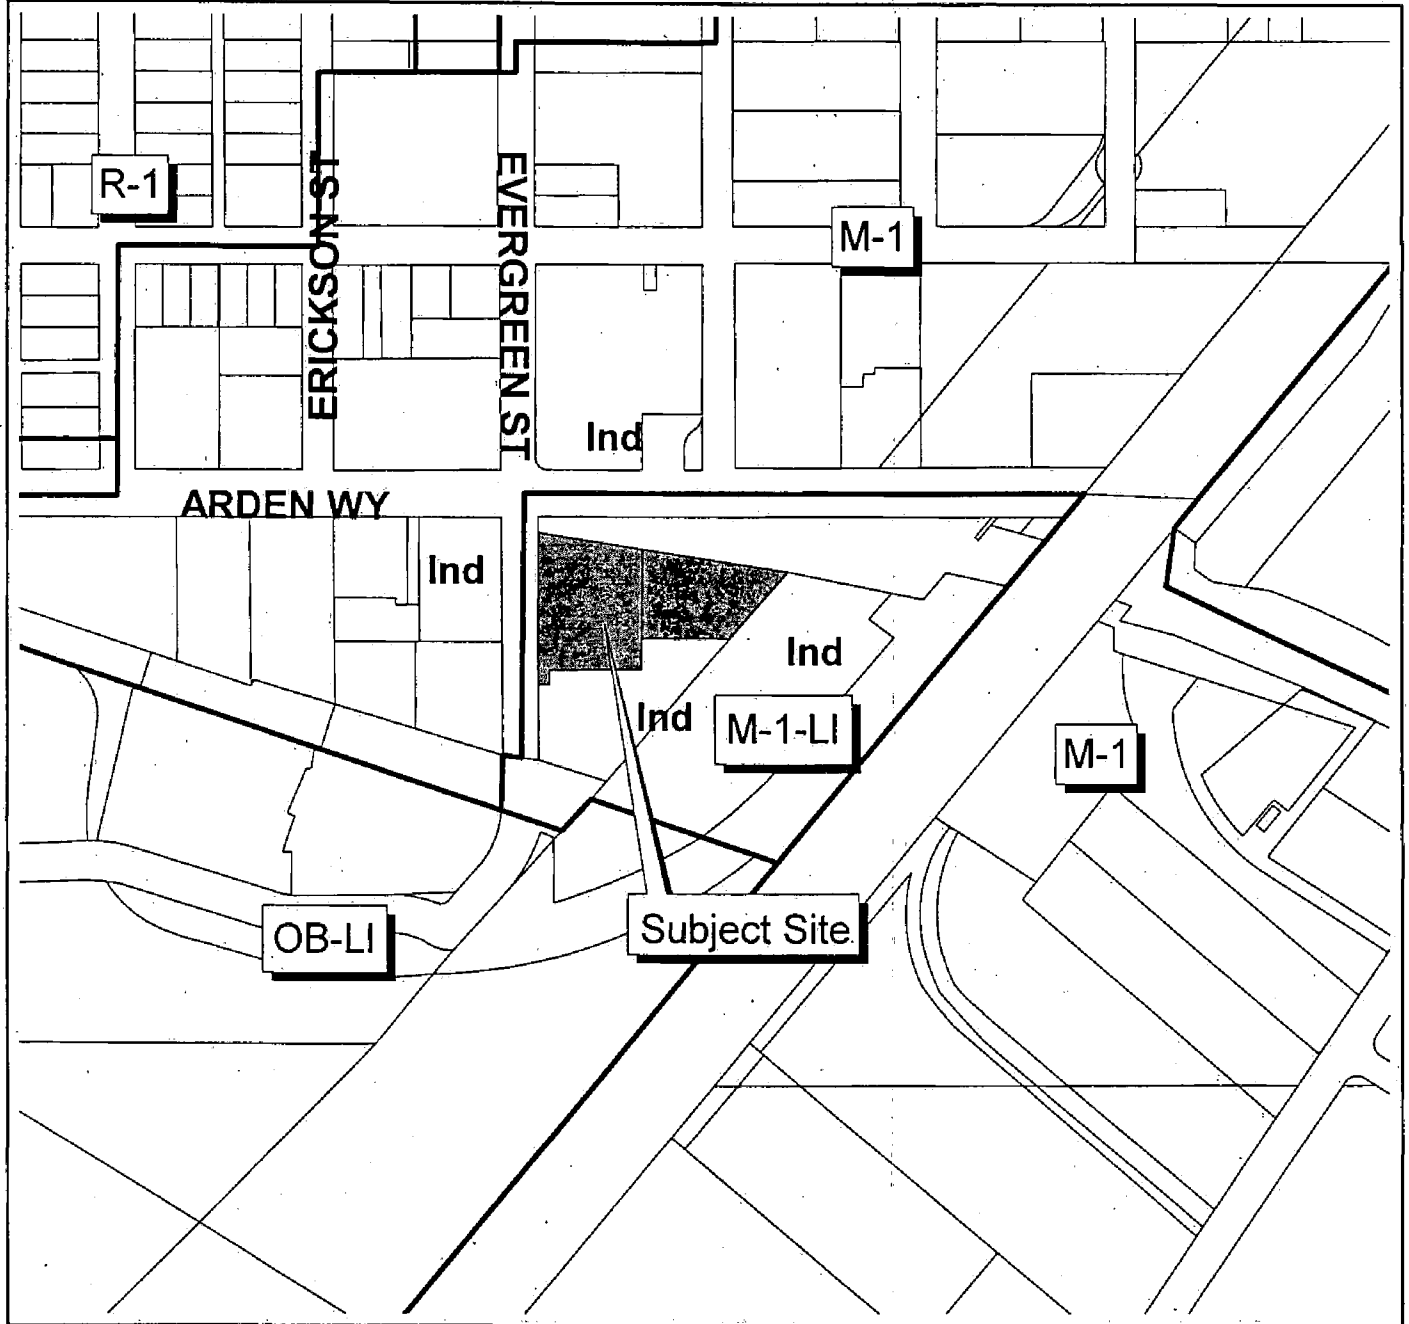 R-1
ERICKSON ST
EVERGREEN ST
M-1
Ind
ARDEN WY
Ind
Ind
Ind
M-1-LI
M-1
OB-LI
Subject Site